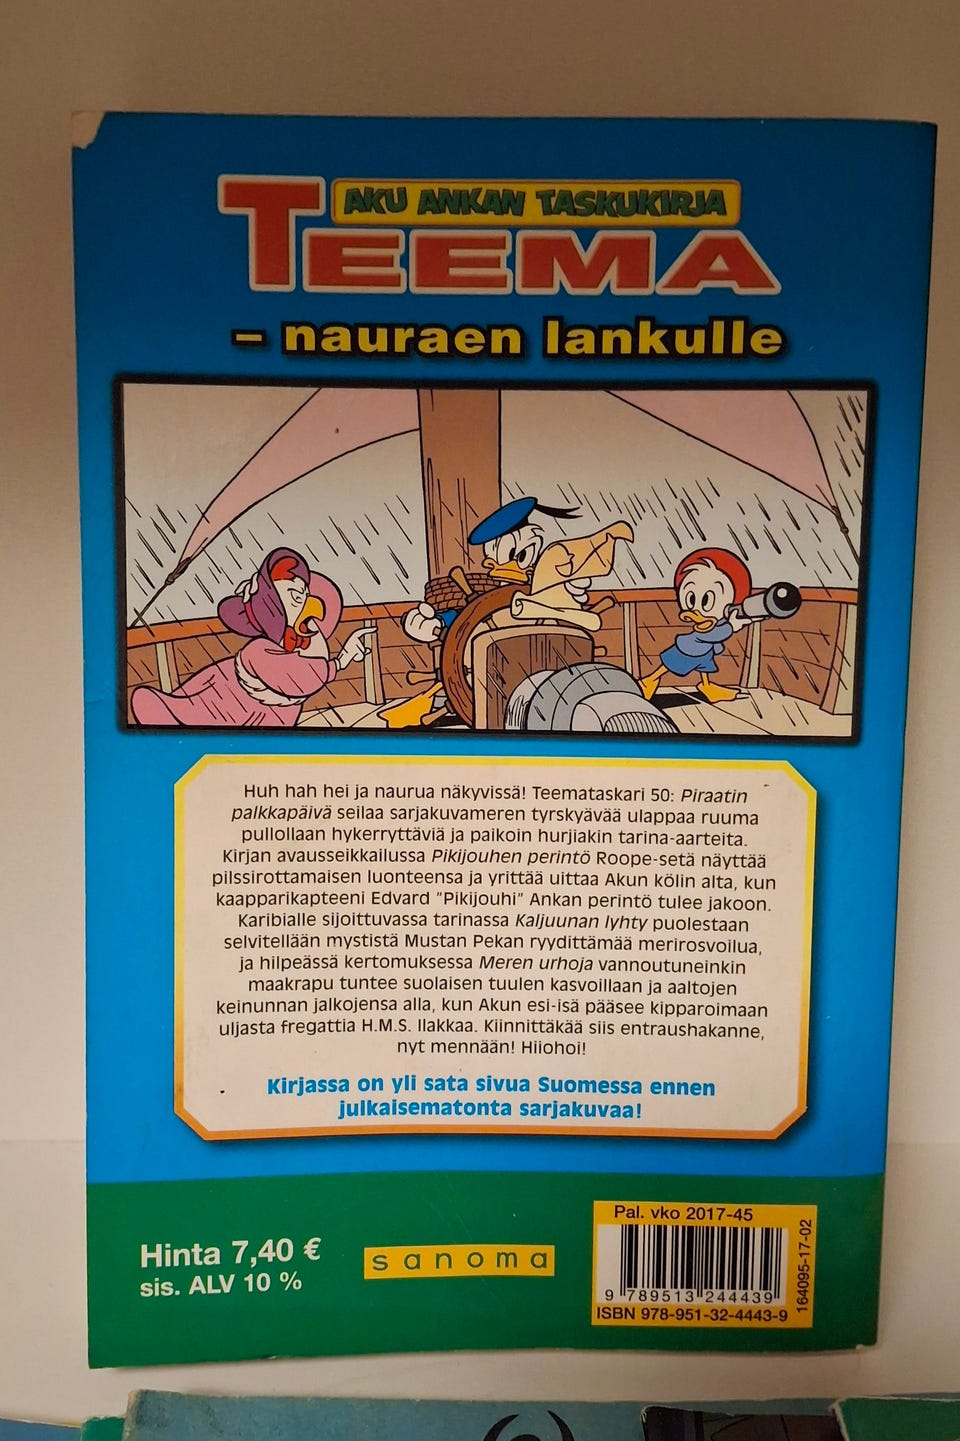 AKU ANKAN TASKUKIRJA
TEEMA
– nauraen lankulle
Huh hah hei ja naurua näkyvissä! Teemataskari 50: Piraatin
palkkapäivä seilaa sarjakuvameren tyrskyävää ulappaa ruuma
pullollaan hykerryttäviä ja paikoin hurjiakin tarina-aarteita.
Kirjan avausseikkailussa Pikijouhen perintö Roope-setä näyttää
pilssirottamaisen luonteensa ja yrittää uittaa Akun kölin alta, kun
kaapparikapteeni Edvard ”Pikijouhi” Ankan perintö tulee jakoon.
Karibialle sijoittuvassa tarinassa Kaljuunan lyhty puolestaan
selvitellään mystistä Mustan Pekan ryydittämää merirosvoilua,
ja hilpeässä kertomuksessa Meren urhoja vannoutuneinkin
maakrapu tuntee suolaisen tuulen kasvoillaan ja aaltojen
keinunnan jalkojensa alla, kun Akun esi-isä pääsee kipparoimaan
uljasta fregattia H.M.S. Ilakkaa. Kiinnittäkää siis entraushakanne,
nyt mennään! Hiiohoi!
Kirjassa on yli sata sivua Suomessa ennen
julkaisematonta sarjakuvaa!
Hinta 7,40 €
sis. ALV 10 %
sanoma
Pal. vko 2017-45
9 789513 244439
ISBN 978-951-32-4443-9
164095-17-02